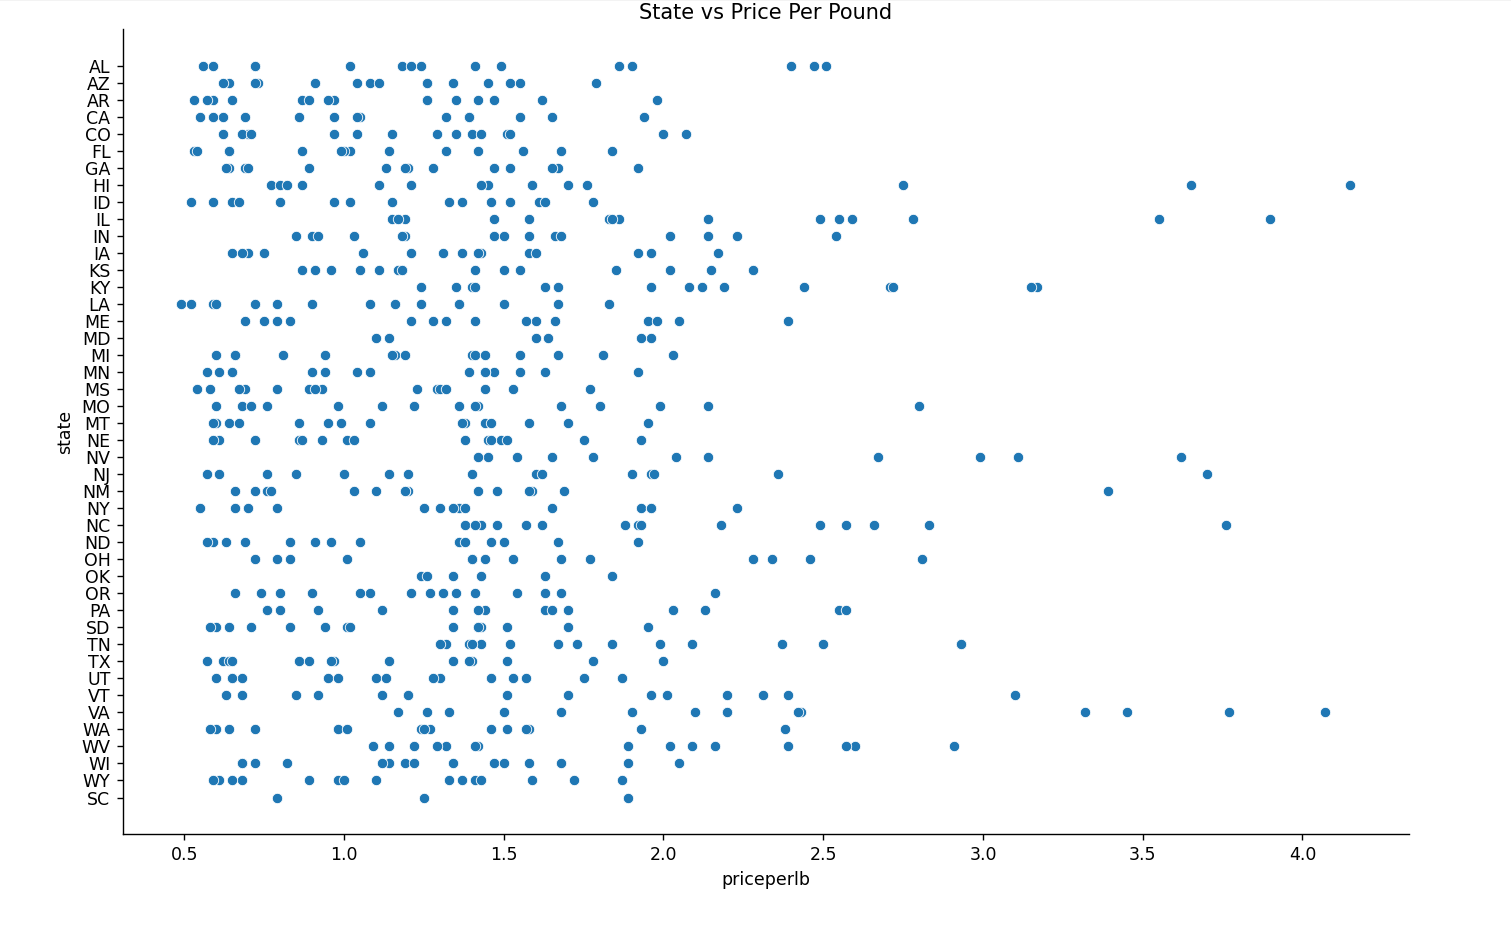 State vs Price Per Pound
AL
AZ
AR
CA
CO
FL
GA
HI
ID
IL
IN
IA
KS
KY
LA
ME
MD
MI
MN
MS
MO
MT
NE
NV
NJ
NM
NY
NC
ND
OH
OK
OR
PA
SD
TN
TX
UT
VT
VA
WA
WV
WI
WY
SC
state
0.5 1.0 1.5 2.0 2.5 3.0 3.5 4.0
priceperlb